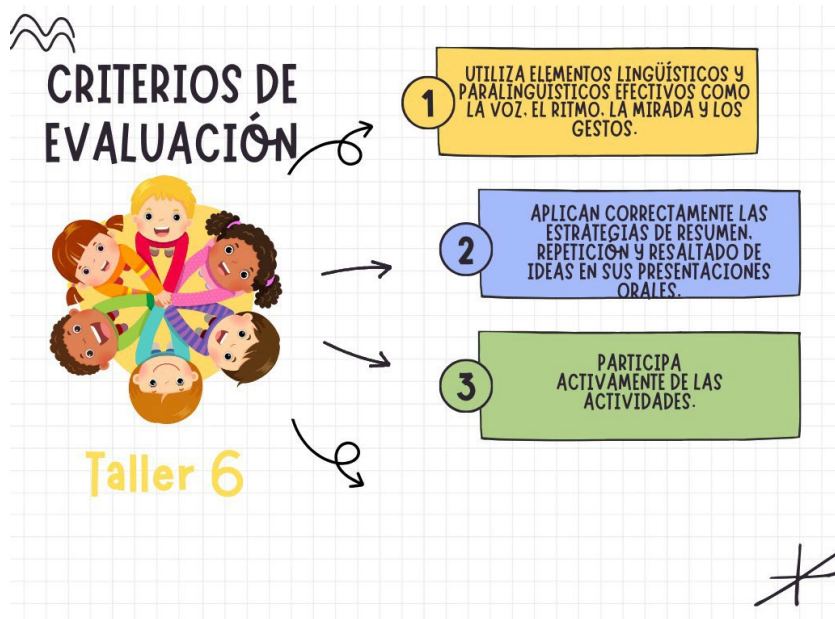 CRITERIOS DE
EVALUACIÓN
1
UTILIZA ELEMENTOS LINGÜÍSTICOS Y
PARALINGUISTICOS EFECTIVOS COMO
LA VOZ, EL RITMO, LA MIRADA Y LOS
GESTOS.
2
APLICAN CORRECTAMENTE LAS
ESTRATEGIAS DE RESUMEN,
REPETICIÓN Y RESALTADO DE
IDEAS EN SUS PRESENTACIONES
ORALES.
3
PARTICIPA
ACTIVAMENTE DE LAS
ACTIVIDADES.
Taller 6